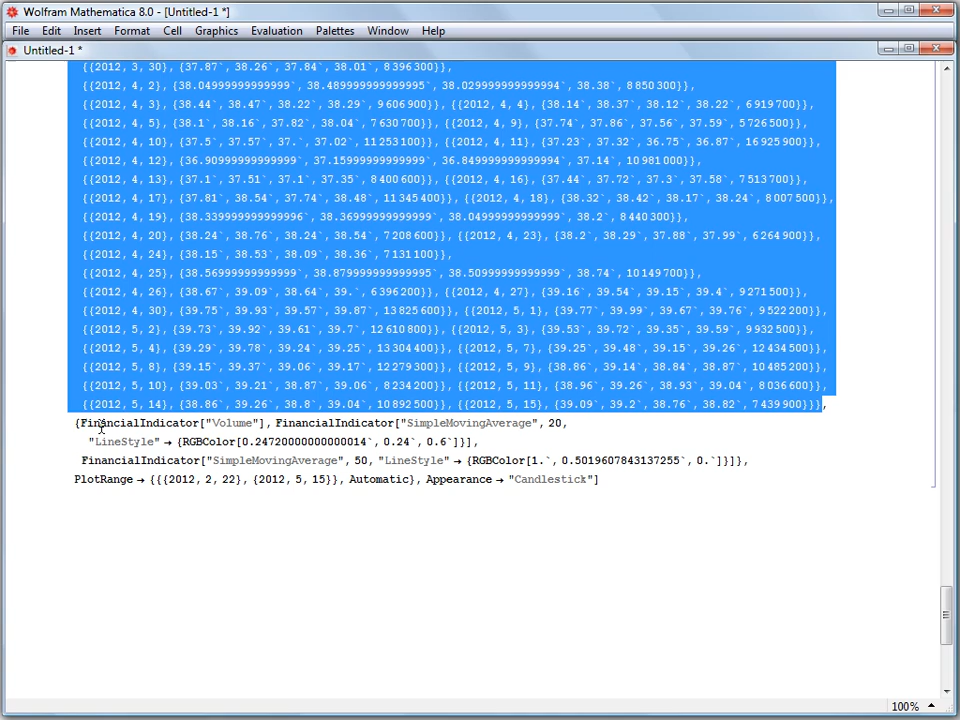 Wolfram Mathematica 8.0 - [Untitled-1 *]
File Edit Insert Format Cell Graphics Evaluation Palettes Window Help
Untitled-1 *
{{2012, 3, 30}, {37.87`, 38.26`, 37.84`, 38.01`, 8396300}},
{{2012, 4, 2}, {38.04999999999999`, 38.489999999999995`, 38.029999999999994`, 38.38`, 8850300}},
{{2012, 4, 3}, {38.44`, 38.47`, 38.22`, 38.29`, 9606900}}, {{2012, 4, 4}, {38.14`, 38.37`, 38.12`, 38.22`, 6919700}},
{{2012, 4, 5}, {38.1`, 38.16`, 37.82`, 38.04`, 7630700}}, {{2012, 4, 9}, {37.74`, 37.86`, 37.56`, 37.59`, 5726500}},
{{2012, 4, 10}, {37.5`, 37.57`, 37.`, 37.02`, 11253100}}, {{2012, 4, 11}, {37.23`, 37.32`, 36.75`, 36.87`, 16925900}},
{{2012, 4, 12}, {36.90999999999999`, 37.15999999999999`, 36.849999999999994`, 37.14`, 10981000}},
{{2012, 4, 13}, {37.1`, 37.51`, 37.1`, 37.35`, 8400600}}, {{2012, 4, 16}, {37.44`, 37.72`, 37.3`, 37.58`, 7513700}},
{{2012, 4, 17}, {37.81`, 38.54`, 37.74`, 38.48`, 11345400}}, {{2012, 4, 18}, {38.32`, 38.42`, 38.17`, 38.24`, 8007500}},
{{2012, 4, 19}, {38.339999999999996`, 38.36999999999999`, 38.04999999999999`, 38.2`, 8440300}},
{{2012, 4, 20}, {38.24`, 38.76`, 38.24`, 38.54`, 7208600}}, {{2012, 4, 23}, {38.2`, 38.29`, 37.88`, 37.99`, 6264900}},
{{2012, 4, 24}, {38.15`, 38.53`, 38.09`, 38.36`, 7131100}},
{{2012, 4, 25}, {38.56999999999999`, 38.879999999999995`, 38.50999999999999`, 38.74`, 10149700}},
{{2012, 4, 26}, {38.67`, 39.09`, 38.64`, 39.`, 6396200}}, {{2012, 4, 27}, {39.16`, 39.54`, 39.15`, 39.4`, 9271500}},
{{2012, 4, 30}, {39.75`, 39.93`, 39.57`, 39.87`, 13825600}}, {{2012, 5, 1}, {39.77`, 39.99`, 39.67`, 39.76`, 9522200}},
{{2012, 5, 2}, {39.73`, 39.92`, 39.61`, 39.7`, 12610800}}, {{2012, 5, 3}, {39.53`, 39.72`, 39.35`, 39.59`, 9932500}},
{{2012, 5, 4}, {39.29`, 39.78`, 39.24`, 39.25`, 13304400}}, {{2012, 5, 7}, {39.25`, 39.48`, 39.15`, 39.26`, 12434500}},
{{2012, 5, 8}, {39.15`, 39.37`, 39.06`, 39.17`, 12279300}}, {{2012, 5, 9}, {38.86`, 39.14`, 38.84`, 38.87`, 10485200}},
{{2012, 5, 10}, {39.03`, 39.21`, 38.87`, 39.06`, 8234200}}, {{2012, 5, 11}, {38.96`, 39.26`, 38.93`, 39.04`, 8036600}},
{{2012, 5, 14}, {38.86`, 39.26`, 38.8`, 39.04`, 10892500}}, {{2012, 5, 15}, {39.09`, 39.2`, 38.76`, 38.82`, 7439900}}},
{FinancialIndicator["Volume"], FinancialIndicator["SimpleMovingAverage", 20,
"LineStyle" → {RGBColor[0.24720000000000014`, 0.24`, 0.6`]}],
FinancialIndicator["SimpleMovingAverage", 50, "LineStyle" → {RGBColor[1.`, 0.5019607843137255`, 0.`]}]},
PlotRange → {{{2012, 2, 22}, {2012, 5, 15}}, Automatic}, Appearance → "Candlestick"]
100%